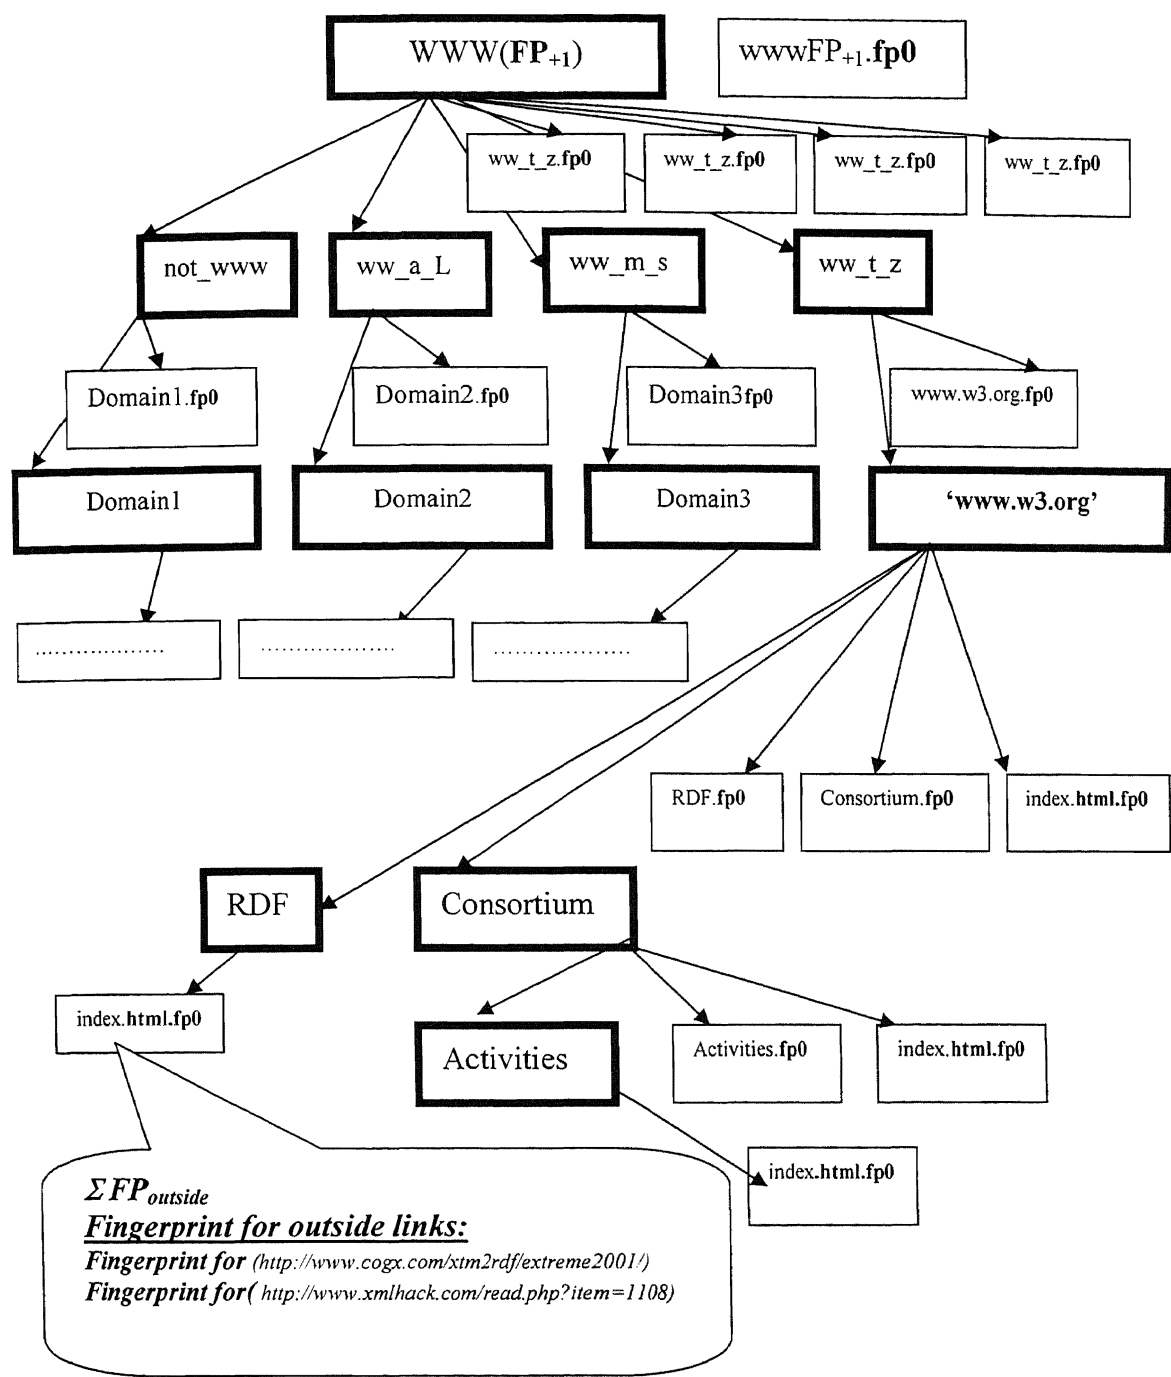 WWW(FP+1)
wwwFP+1.fp0
ww_t_z.fp0
ww_t_z.fp0
ww_t_z.fp0
ww_t_z.fp0
not_www
ww_a_L
ww_m_s
ww_t_z
Domain1.fp0
Domain2.fp0
Domain3fp0
www.w3.org.fp0
Domain1
Domain2
Domain3
‘www.w3.org’
...................
...................
...................
RDF.fp0
Consortium.fp0
index.html.fp0
RDF
Consortium
index.html.fp0
Activities
Activities.fp0
index.html.fp0
index.html.fp0
ΣFPoutside
Fingerprint for outside links:
Fingerprint for (http://www.cogx.com/xtm2rdf/extreme2001/)
Fingerprint for( http://www.xmlhack.com/read.php?item=1108)